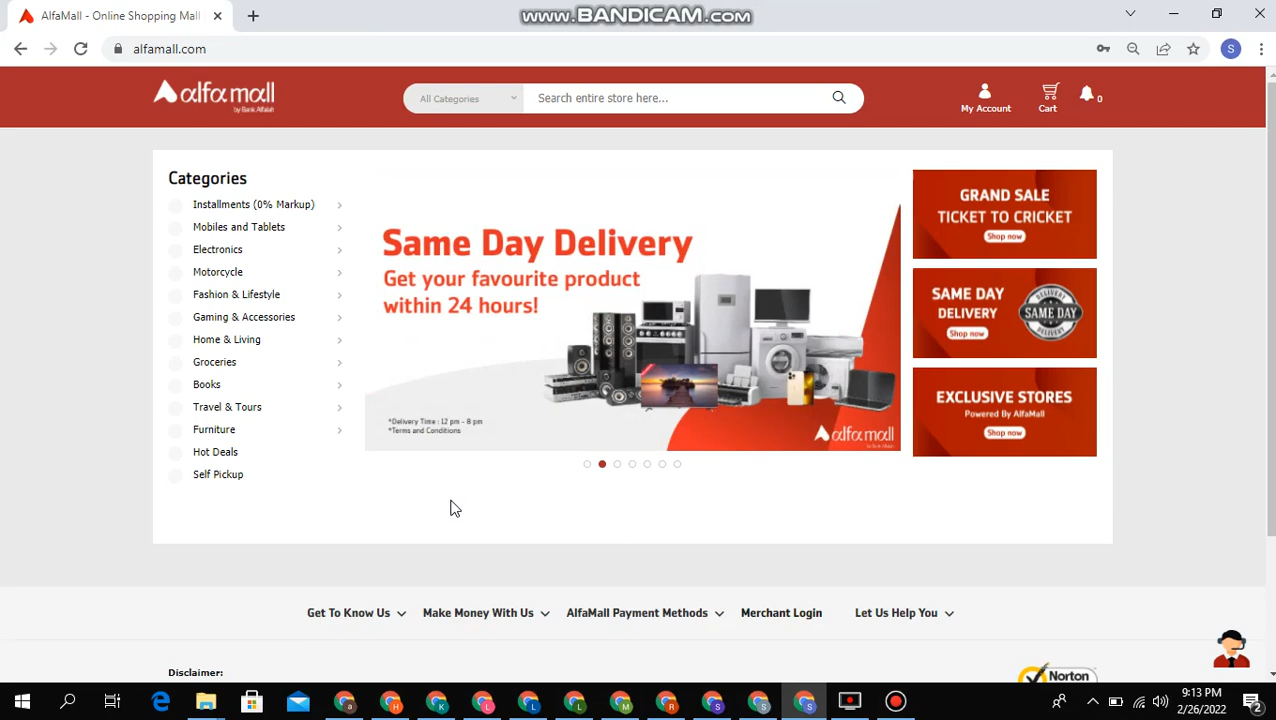 AlfaMall - Online Shopping Mall
www.BANDICAM.com
alfamall.com
S
alfa mall
by Bank Alfalah
All Categories
Search entire store here...
My Account
Cart
0
Categories
Installments (0% Markup)
Mobiles and Tablets
Electronics
Motorcycle
Fashion & Lifestyle
Gaming & Accessories
Home & Living
Groceries
Books
Travel & Tours
Furniture
Hot Deals
Self Pickup
Same Day Delivery
Get your favourite product
within 24 hours!
*Delivery Time : 12 pm - 8 pm
*Terms and Conditions
alfa mall
GRAND SALE
TICKET TO CRICKET
Shop now
SAME DAY
DELIVERY
Shop now
DELIVERY
SAME DAY
EXCLUSIVE STORES
Powered By AlfaMall
Shop now
Get To Know Us
Make Money With Us
AlfaMall Payment Methods
Merchant Login
Let Us Help You
Disclaimer:
Norton
a
H
K
L
L
L
M
R
S
S
S
9:13 PM
2/26/2022
2